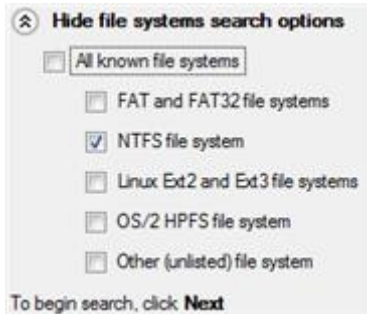 Hide file systems search options
All known file systems
FAT and FAT32 file systems
NTFS file system
Linux Ext2 and Ext3 file systems
OS/2 HPFS file system
Other (unlisted) file system
To begin search, click Next